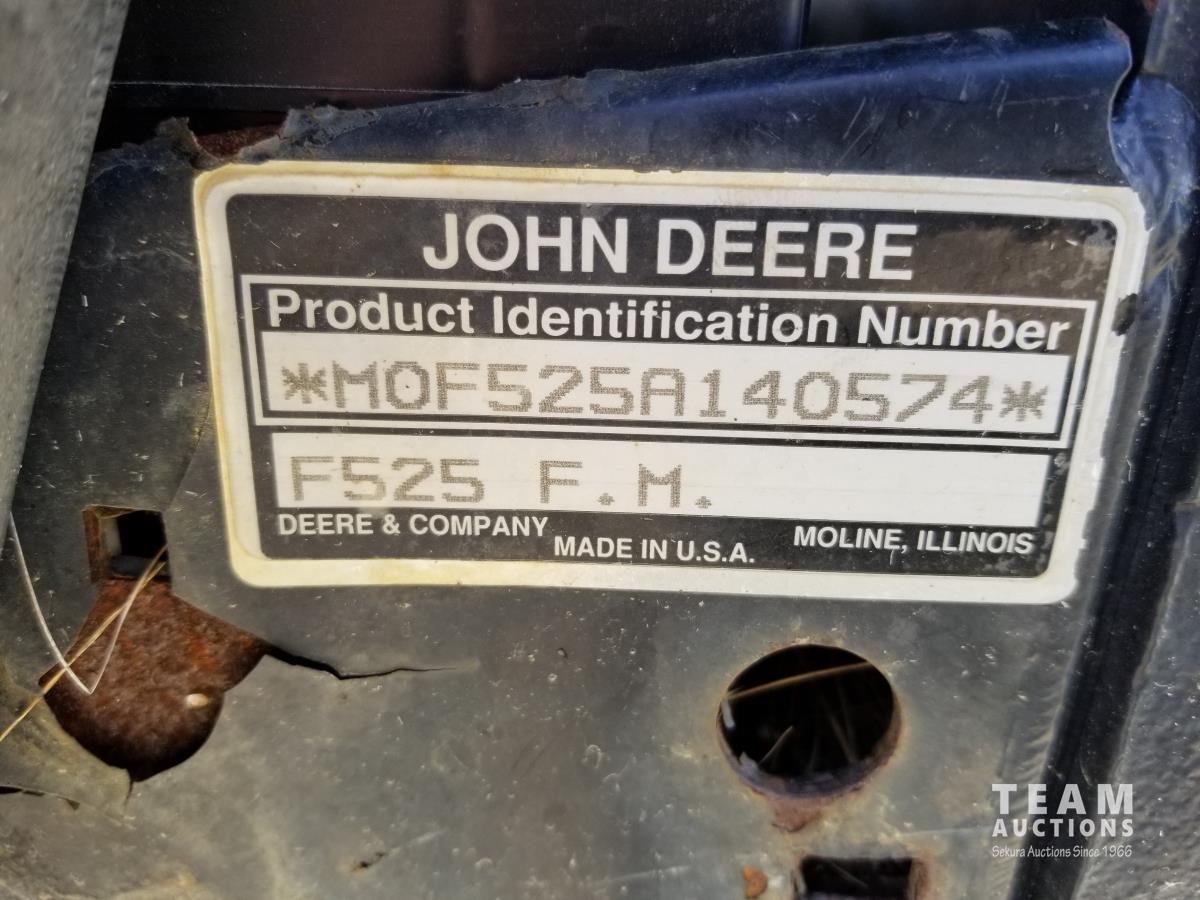 JOHN DEERE
Product Identification Number
*M0F525A140574*
F525 F.M.
DEERE & COMPANY
MADE IN U.S.A.
MOLINE, ILLINOIS
TEAM
AUCTIONS
Sekura Auctions Since 1966